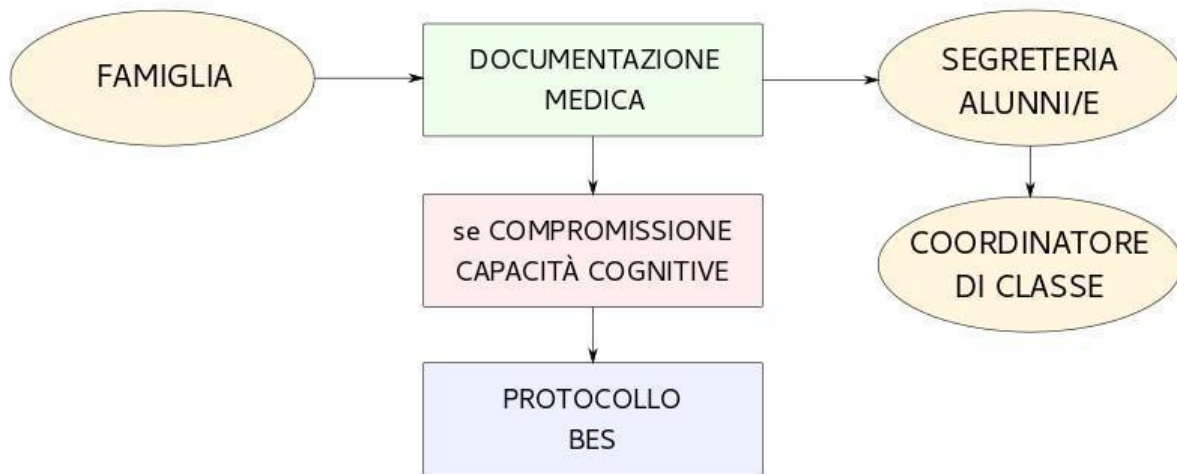 FAMIGLIA
DOCUMENTAZIONE
MEDICA
SEGRETERIA
ALUNNI/E
se COMPROMISSIONE
CAPACITÀ COGNITIVE
COORDINATORE
DI CLASSE
PROTOCOLLO
BES